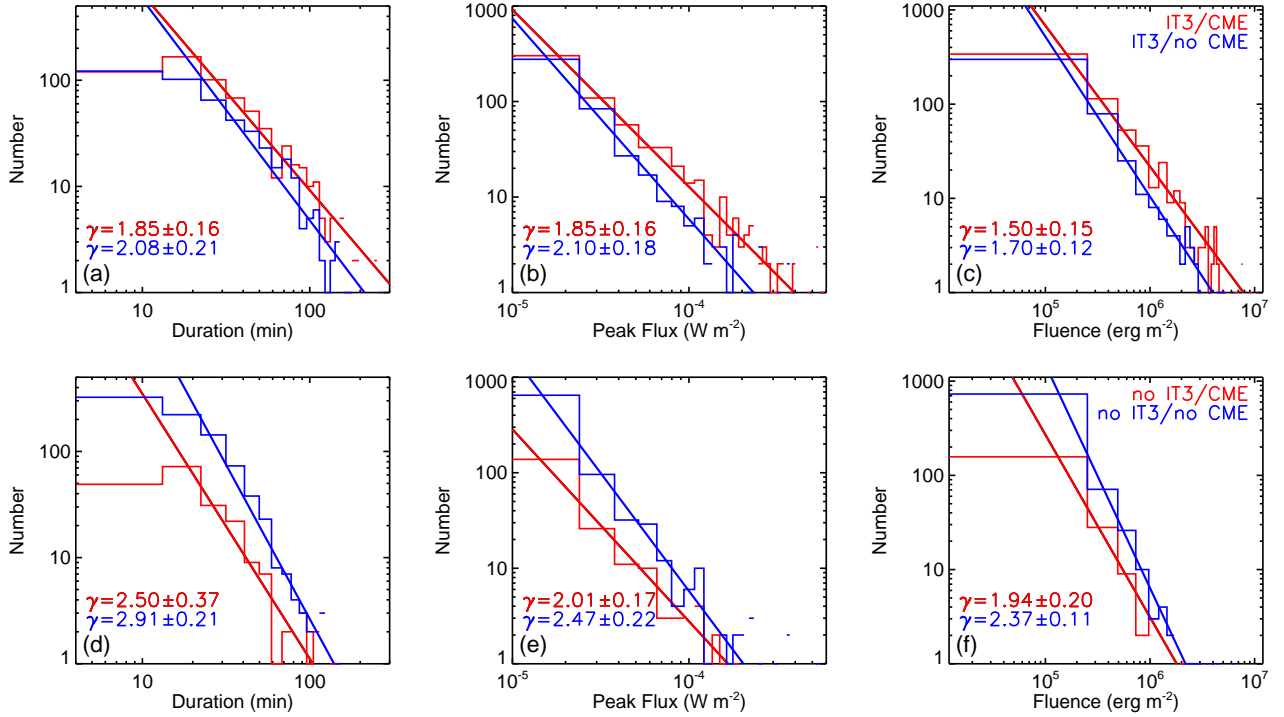 Number
100
10
1
γ=1.85±0.16
γ=2.08±0.21
(a)
10 100
Duration (min)
Number
1000
100
10
1
γ=1.85±0.16
γ=2.10±0.18
(b)
10⁻⁵ 10⁻⁴
Peak Flux (W m⁻²)
Number
1000
100
10
1
IT3/CME
IT3/no CME
γ=1.50±0.15
γ=1.70±0.12
(c)
10⁵ 10⁶ 10⁷
Fluence (erg m⁻²)
Number
100
10
1
γ=2.50±0.37
γ=2.91±0.21
(d)
10 100
Duration (min)
Number
1000
100
10
1
γ=2.01±0.17
γ=2.47±0.22
(e)
10⁻⁵ 10⁻⁴
Peak Flux (W m⁻²)
Number
1000
100
10
1
no IT3/CME
no IT3/no CME
γ=1.94±0.20
γ=2.37±0.11
(f)
10⁵ 10⁶ 10⁷
Fluence (erg m⁻²)